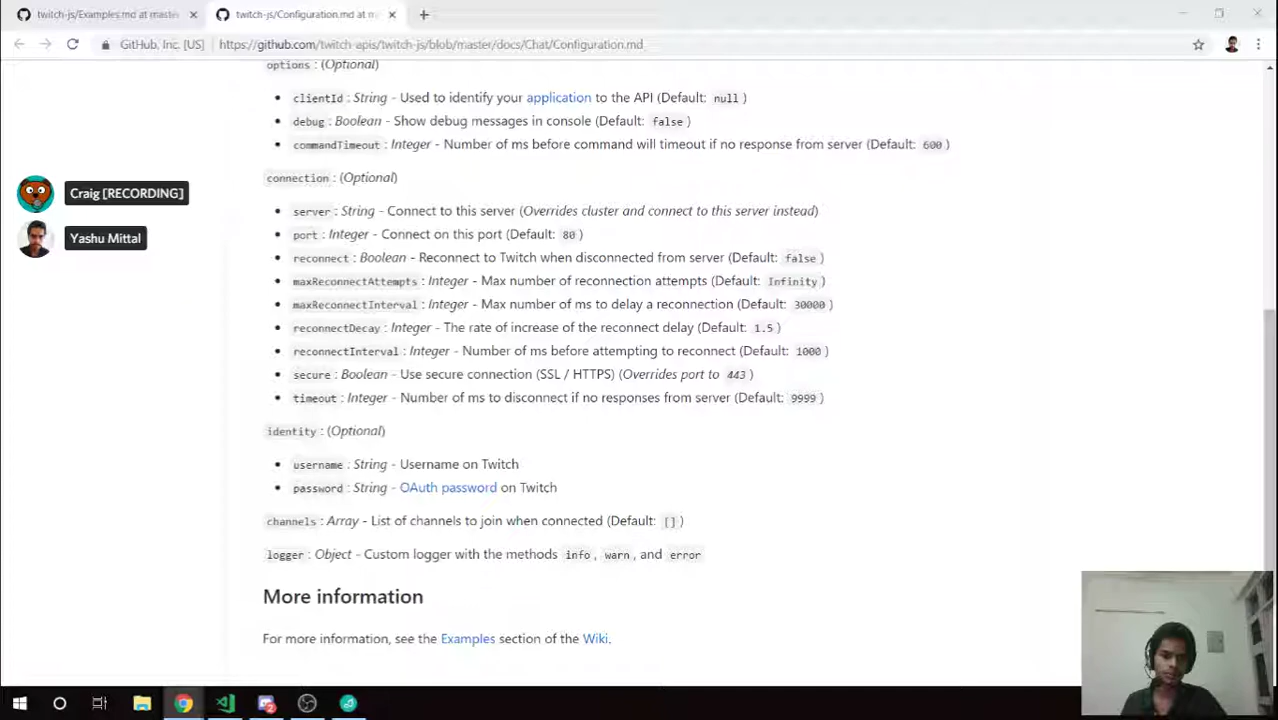 twitch-js/Examples.md at master
twitch-js/Configuration.md at m
GitHub, Inc. [US]
https://github.com/twitch-apis/twitch-js/blob/master/docs/Chat/Configuration.md
options : (Optional)
clientId : String - Used to identify your application to the API (Default: null )
debug : Boolean - Show debug messages in console (Default: false )
commandTimeout : Integer - Number of ms before command will timeout if no response from server (Default: 600 )
connection : (Optional)
Craig [RECORDING]
server : String - Connect to this server (Overrides cluster and connect to this server instead)
port : Integer - Connect on this port (Default: 80 )
Yashu Mittal
reconnect : Boolean - Reconnect to Twitch when disconnected from server (Default: false )
maxReconnectAttempts : Integer - Max number of reconnection attempts (Default: Infinity )
maxReconnectInterval : Integer - Max number of ms to delay a reconnection (Default: 30000 )
reconnectDecay : Integer - The rate of increase of the reconnect delay (Default: 1.5 )
reconnectInterval : Integer - Number of ms before attempting to reconnect (Default: 1000 )
secure : Boolean - Use secure connection (SSL / HTTPS) (Overrides port to 443 )
timeout : Integer - Number of ms to disconnect if no responses from server (Default: 9999 )
identity : (Optional)
username : String - Username on Twitch
password : String - OAuth password on Twitch
channels : Array - List of channels to join when connected (Default: [] )
logger : Object - Custom logger with the methods info , warn , and error
More information
For more information, see the Examples section of the Wiki.